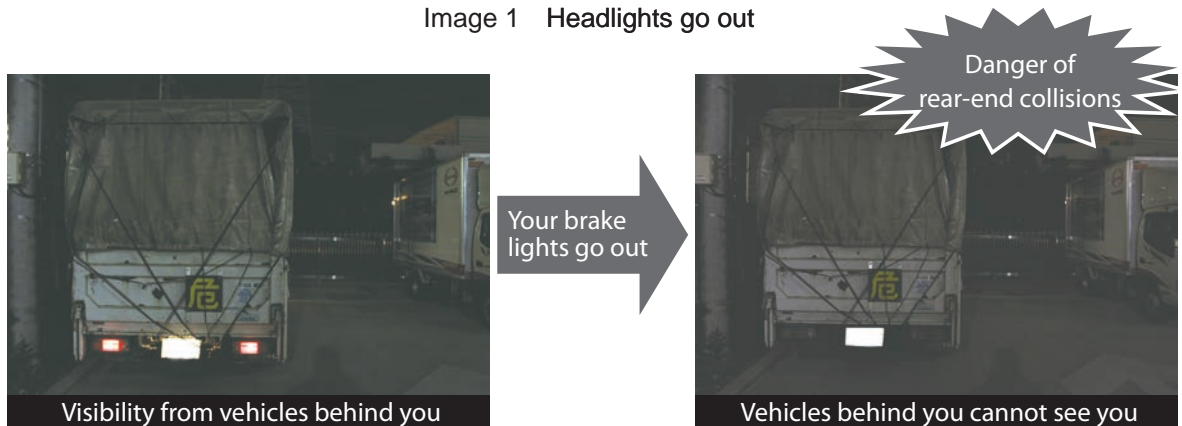 Image 1 Headlights go out
Danger of
rear-end collisions
危
Your brake
lights go out
危
Visibility from vehicles behind you
Vehicles behind you cannot see you